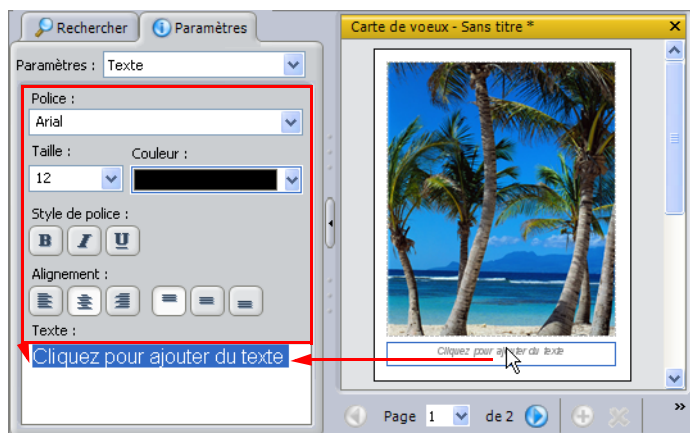 Rechercher
Paramètres
Paramètres :
Texte
Police :
Arial
Taille :
Couleur :
12
Style de police :
B I U
Alignement :
Texte :
Cliquez pour ajouter du texte
Carte de voeux - Sans titre *
Cliquez pour ajouter du texte
Page 1 de 2